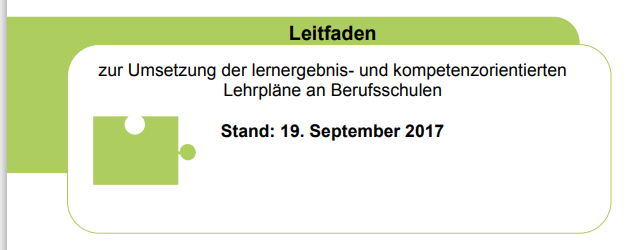 Leitfaden
zur Umsetzung der lernergebnis- und kompetenzorientierten
Lehrpläne an Berufsschulen
Stand: 19. September 2017